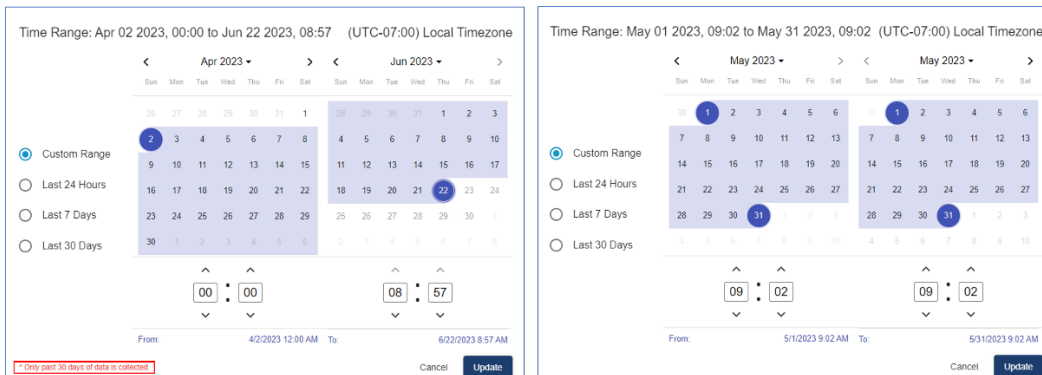 Time Range: Apr 02 2023, 00:00 to Jun 22 2023, 08:57 (UTC-07:00) Local Timezone
Apr 2023 Jun 2023
Sun Mon Tue Wed Thu Fri Sat Sun Mon Tue Wed Thu Fri Sat
26 27 28 29 30 31 1 28 29 30 31 1 2 3
2 3 4 5 6 7 8 4 5 6 7 8 9 10
Custom Range
9 10 11 12 13 14 15 11 12 13 14 15 16 17
Last 24 Hours
16 17 18 19 20 21 22 18 19 20 21 22 23 24
Last 7 Days
23 24 25 26 27 28 29 25 26 27 28 29 30 1
Last 30 Days
30 1 2 3 4 5 6 2 3 4 5 6 7 8
00 : 00 08 : 57
From: 4/2/2023 12:00 AM To: 6/22/2023 8:57 AM
* Only past 30 days of data is collected.
Cancel Update
Time Range: May 01 2023, 09:02 to May 31 2023, 09:02 (UTC-07:00) Local Timezone
May 2023 May 2023
Sun Mon Tue Wed Thu Fri Sat Sun Mon Tue Wed Thu Fri Sat
30 1 2 3 4 5 6 30 1 2 3 4 5 6
7 8 9 10 11 12 13 7 8 9 10 11 12 13
Custom Range
14 15 16 17 18 19 20 14 15 16 17 18 19 20
Last 24 Hours
21 22 23 24 25 26 27 21 22 23 24 25 26 27
Last 7 Days
28 29 30 31 1 2 3 28 29 30 31 1 2 3
Last 30 Days
4 5 6 7 8 9 10 4 5 6 7 8 9 10
09 : 02 09 : 02
From: 5/1/2023 9:02 AM To: 5/31/2023 9:02 AM
Cancel Update